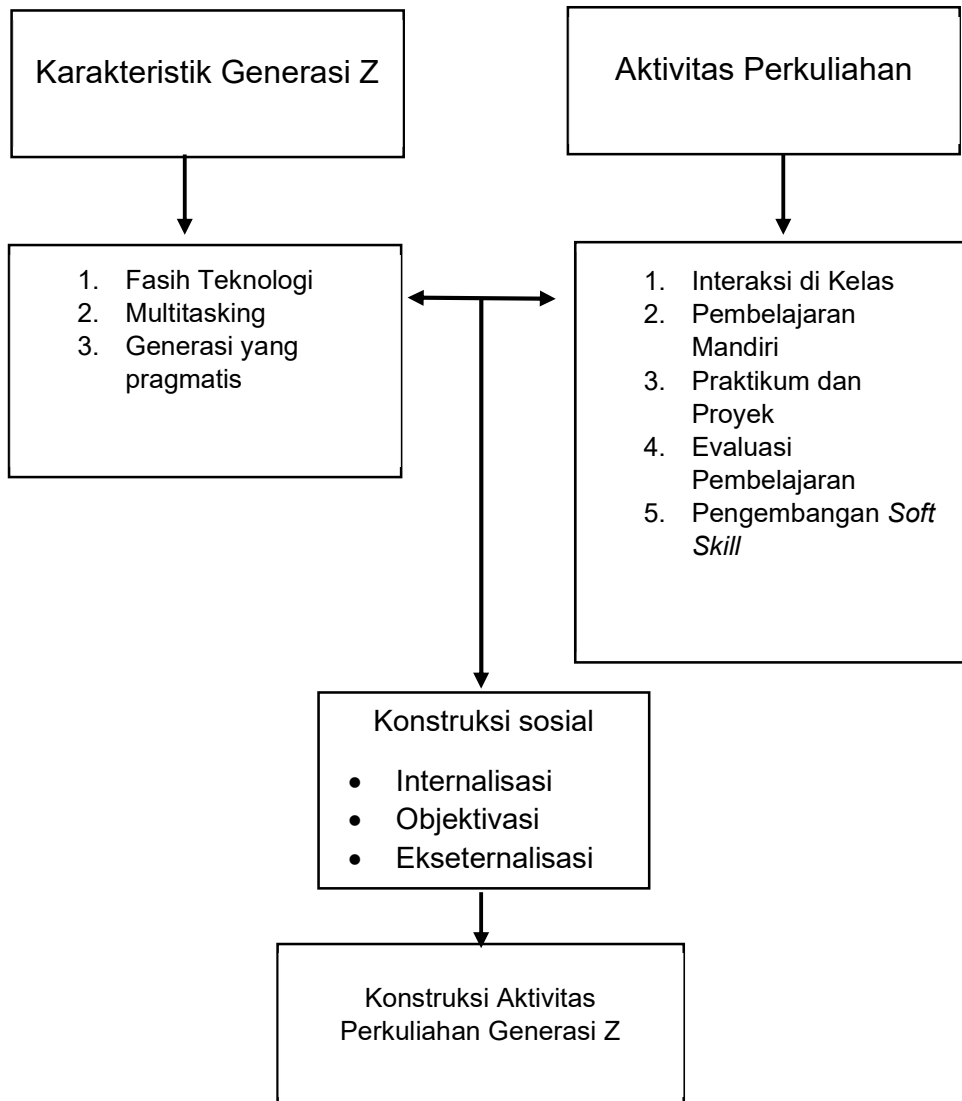 Karakteristik Generasi Z
Aktivitas Perkuliahan
1. Fasih Teknologi
2. Multitasking
3. Generasi yang
pragmatis
1. Interaksi di Kelas
2. Pembelajaran
Mandiri
3. Praktikum dan
Proyek
4. Evaluasi
Pembelajaran
5. Pengembangan Soft
Skill
Konstruksi sosial
• Internalisasi
• Objektivasi
• Ekseternalisasi
Konstruksi Aktivitas
Perkuliahan Generasi Z